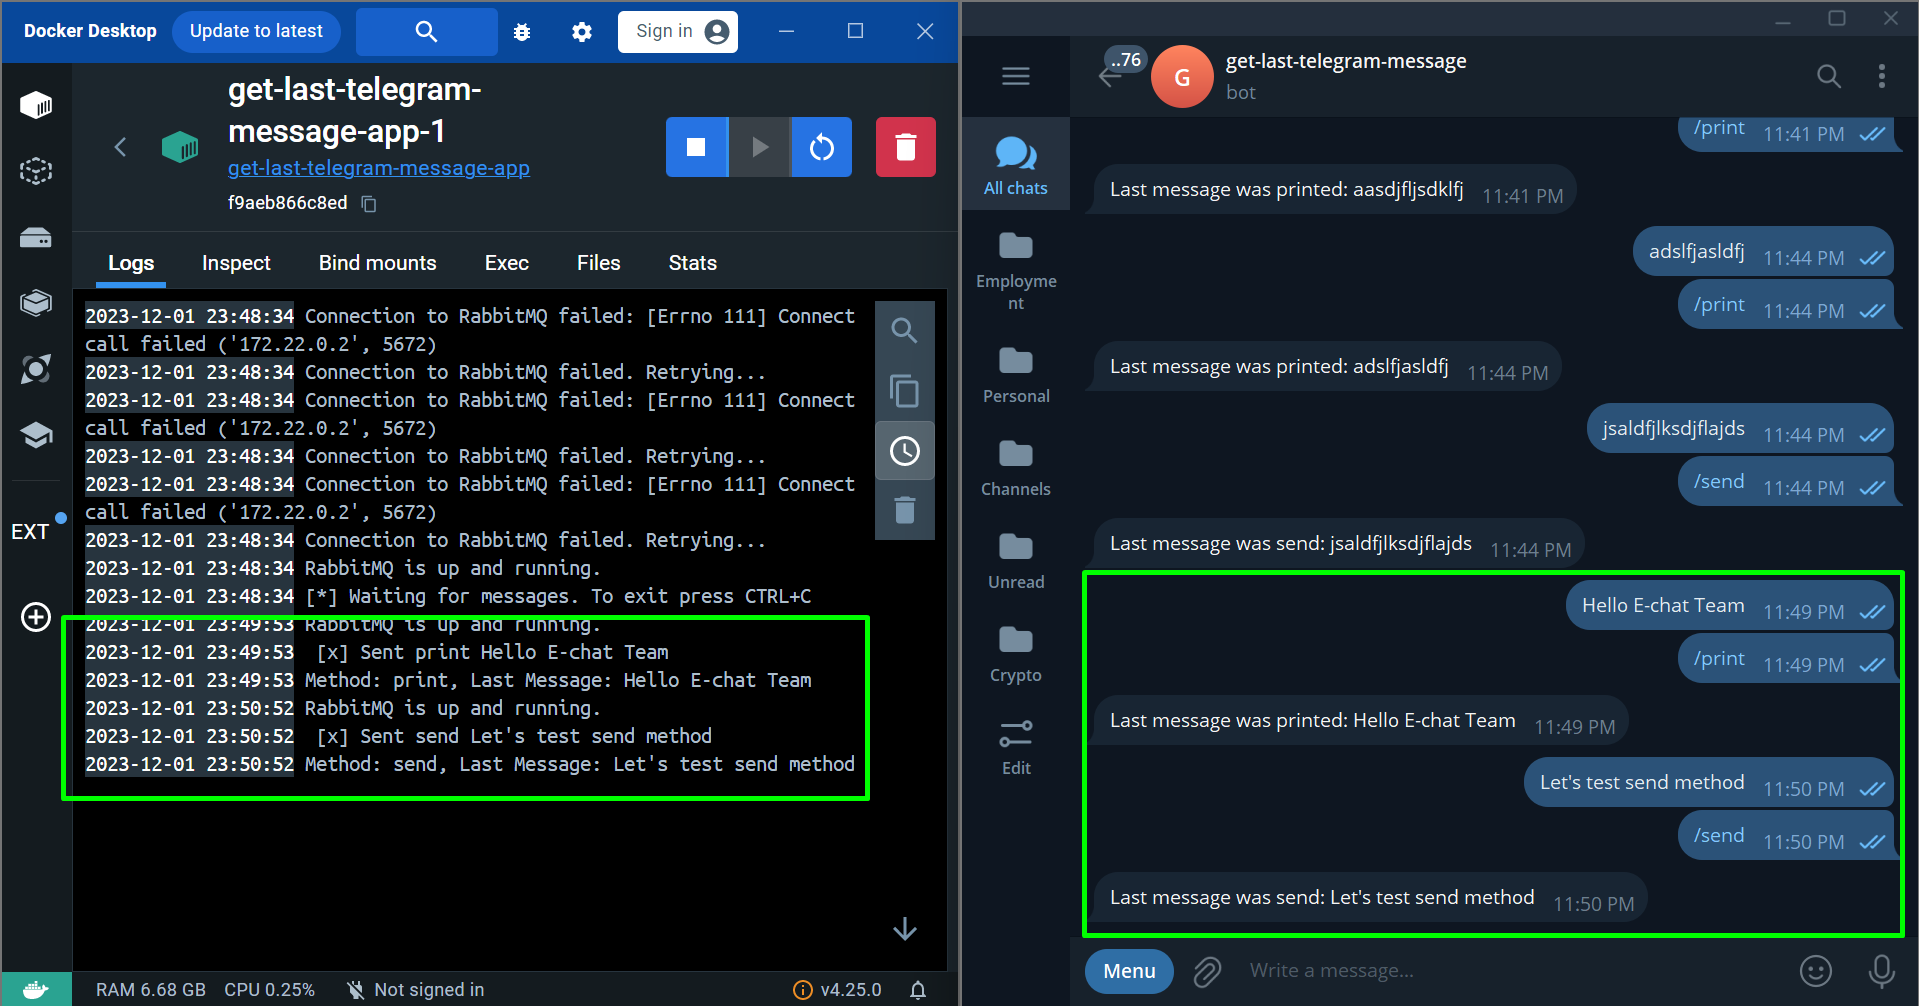 Docker Desktop
Update to latest
Sign in
get-last-telegram-
message-app-1
get-last-telegram-message-app
f9aeb866c8ed
Logs
Inspect
Bind mounts
Exec
Files
Stats
EXT
2023-12-01 23:48:34 Connection to RabbitMQ failed: [Errno 111] Connect
call failed ('172.22.0.2', 5672)
2023-12-01 23:48:34 Connection to RabbitMQ failed. Retrying...
2023-12-01 23:48:34 Connection to RabbitMQ failed: [Errno 111] Connect
call failed ('172.22.0.2', 5672)
2023-12-01 23:48:34 Connection to RabbitMQ failed. Retrying...
2023-12-01 23:48:34 Connection to RabbitMQ failed: [Errno 111] Connect
call failed ('172.22.0.2', 5672)
2023-12-01 23:48:34 Connection to RabbitMQ failed. Retrying...
2023-12-01 23:48:34 RabbitMQ is up and running.
2023-12-01 23:48:34 [*] Waiting for messages. To exit press CTRL+C
2023-12-01 23:49:53 RabbitMQ is up and running.
2023-12-01 23:49:53 [x] Sent print Hello E-chat Team
2023-12-01 23:49:53 Method: print, Last Message: Hello E-chat Team
2023-12-01 23:50:52 RabbitMQ is up and running.
2023-12-01 23:50:52 [x] Sent send Let's test send method
2023-12-01 23:50:52 Method: send, Last Message: Let's test send method
RAM 6.68 GB
CPU 0.25%
Not signed in
v4.25.0
..76
G
get-last-telegram-message
bot
All chats
Employme
nt
Personal
Channels
Unread
Crypto
Edit
/print 11:41 PM
Last message was printed: aasdjfljsdklfj 11:41 PM
adslfjasldfj 11:44 PM
/print 11:44 PM
Last message was printed: adslfjasldfj 11:44 PM
jsaldfjlksdjflajds 11:44 PM
/send 11:44 PM
Last message was send: jsaldfjlksdjflajds 11:44 PM
Hello E-chat Team 11:49 PM
/print 11:49 PM
Last message was printed: Hello E-chat Team 11:49 PM
Let's test send method 11:50 PM
/send 11:50 PM
Last message was send: Let's test send method 11:50 PM
Menu
Write a message...